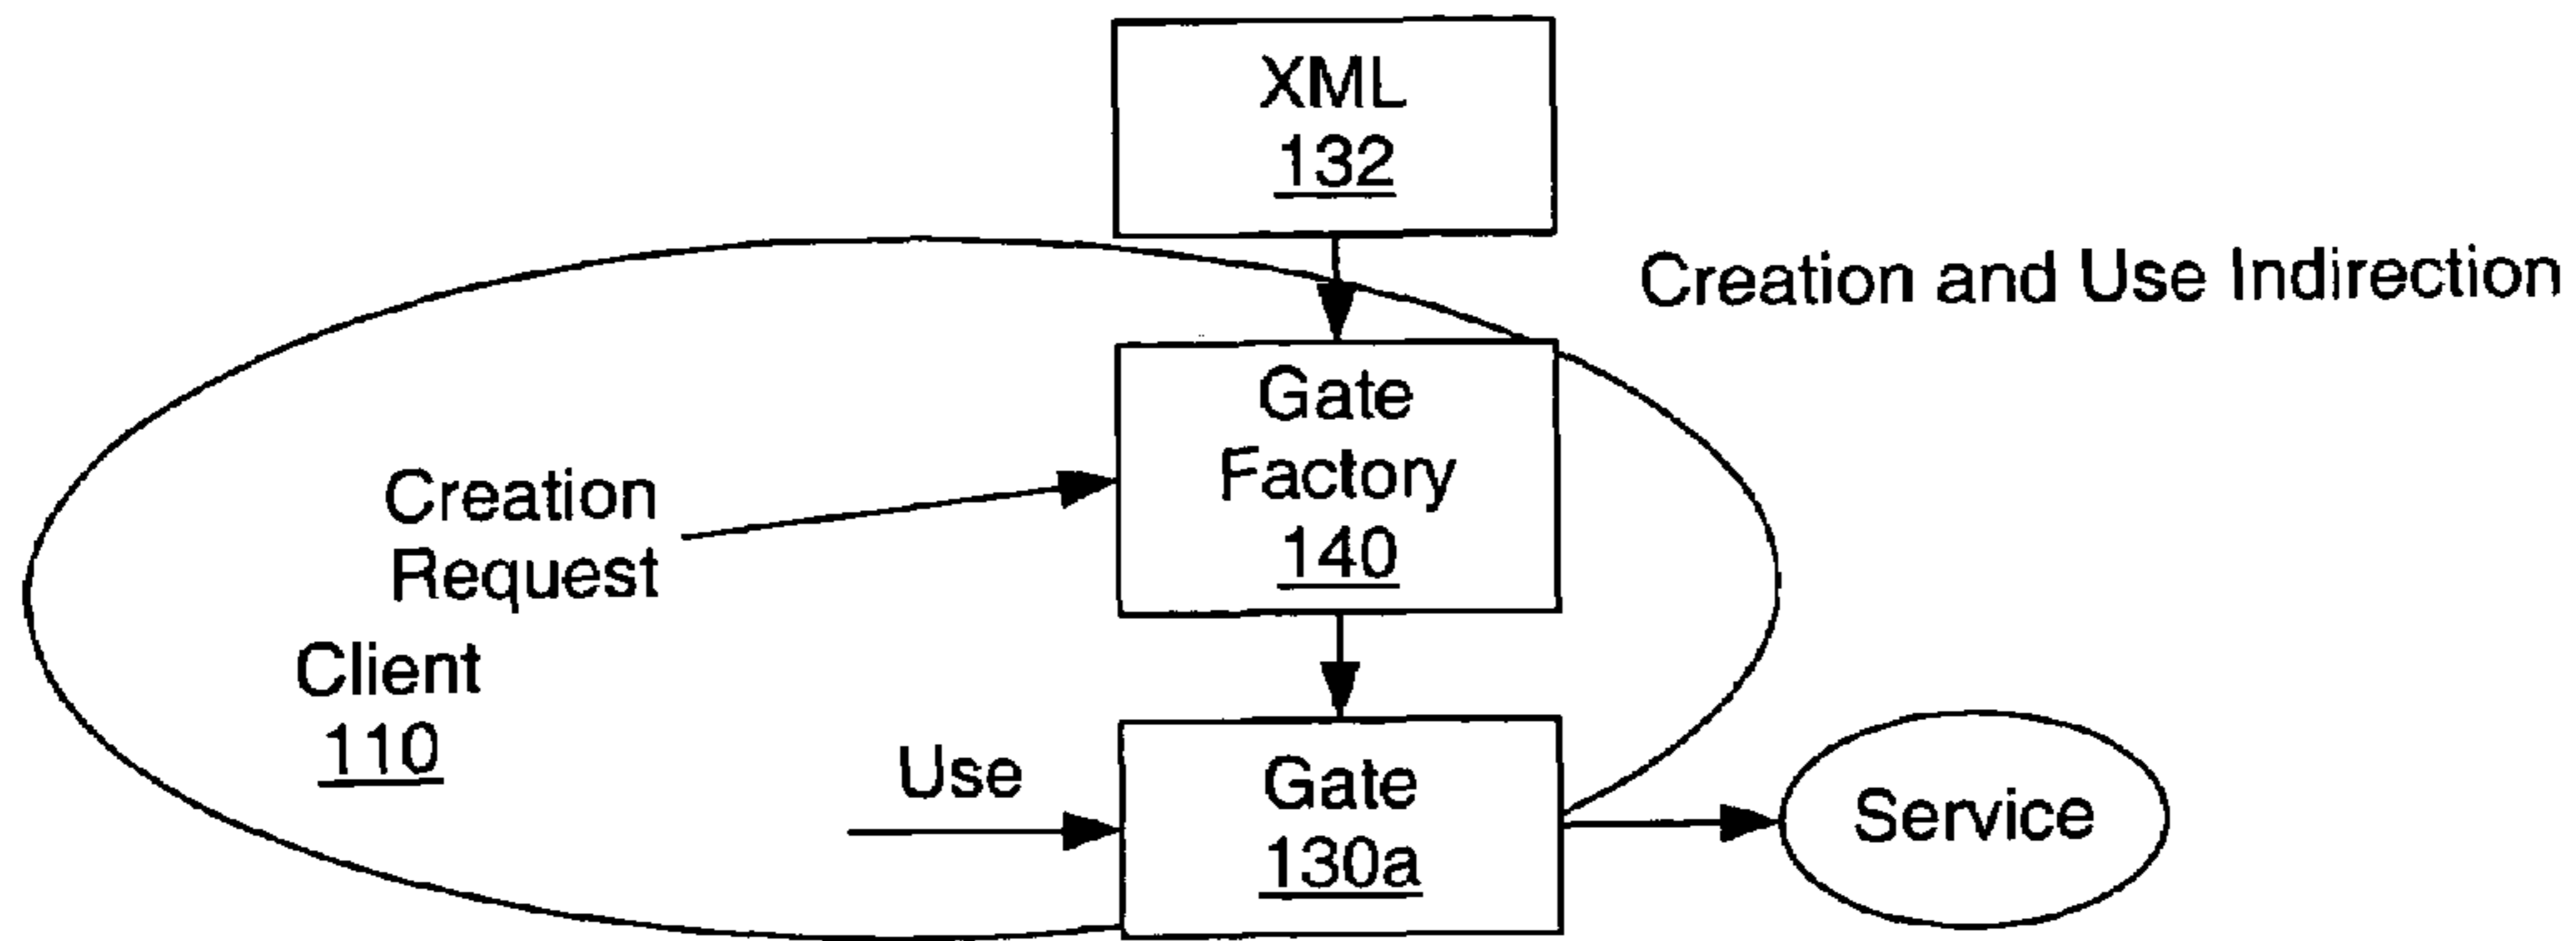 XML
132
Creation and Use Indirection
Gate
Factory
140
Creation
Request
Client
110
Use
Gate
130a
Service